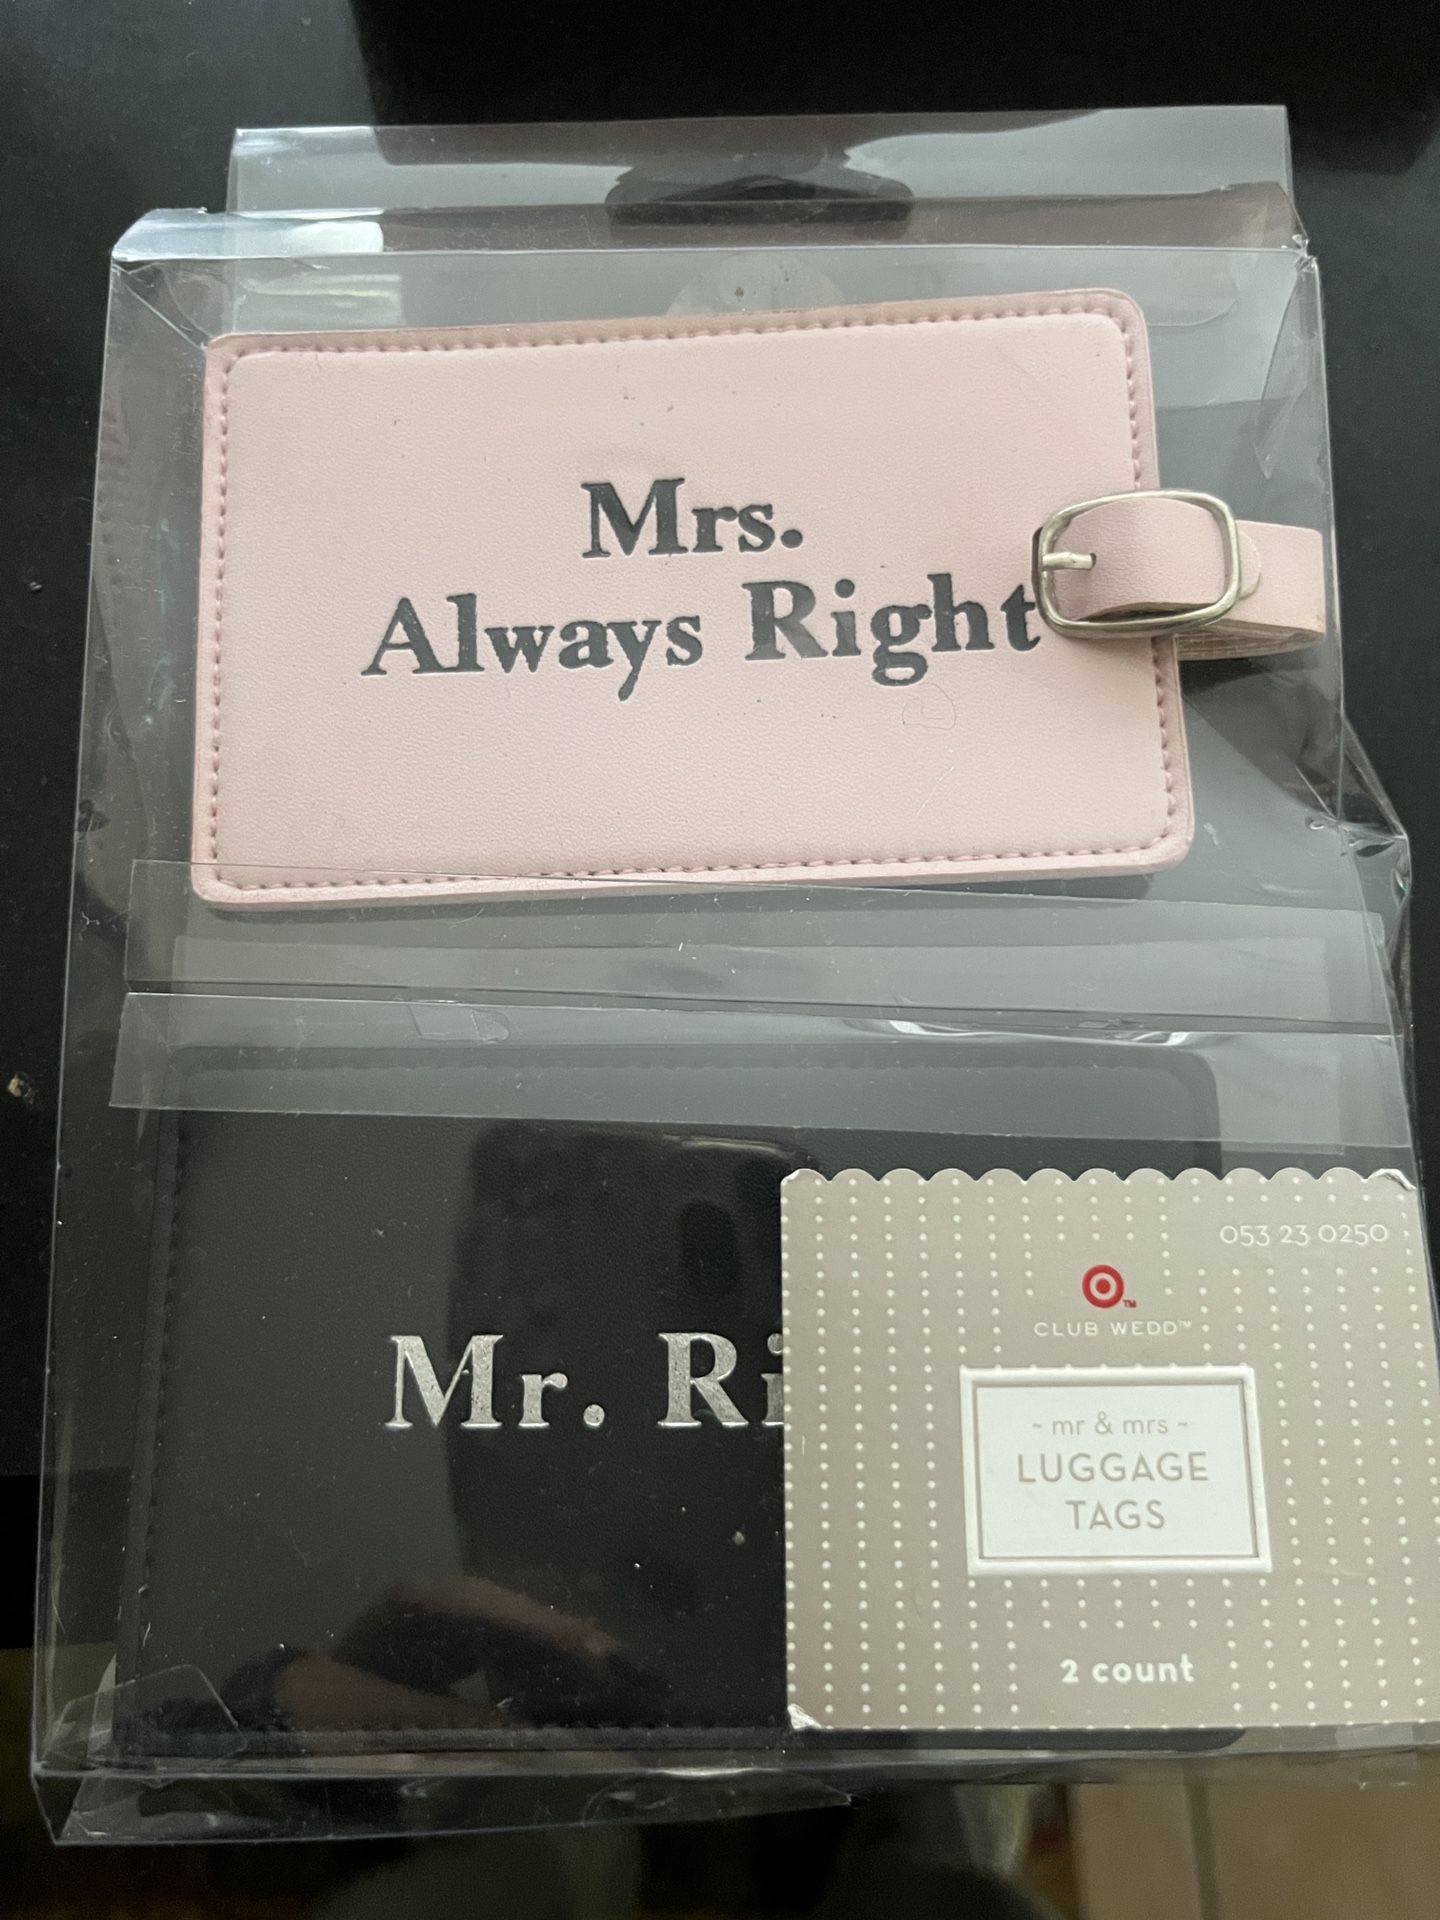 Mrs.
Always Right
Mr. Ri
053 23 0250
CLUB WEDD™
~ mr & mrs ~
LUGGAGE
TAGS
2 count